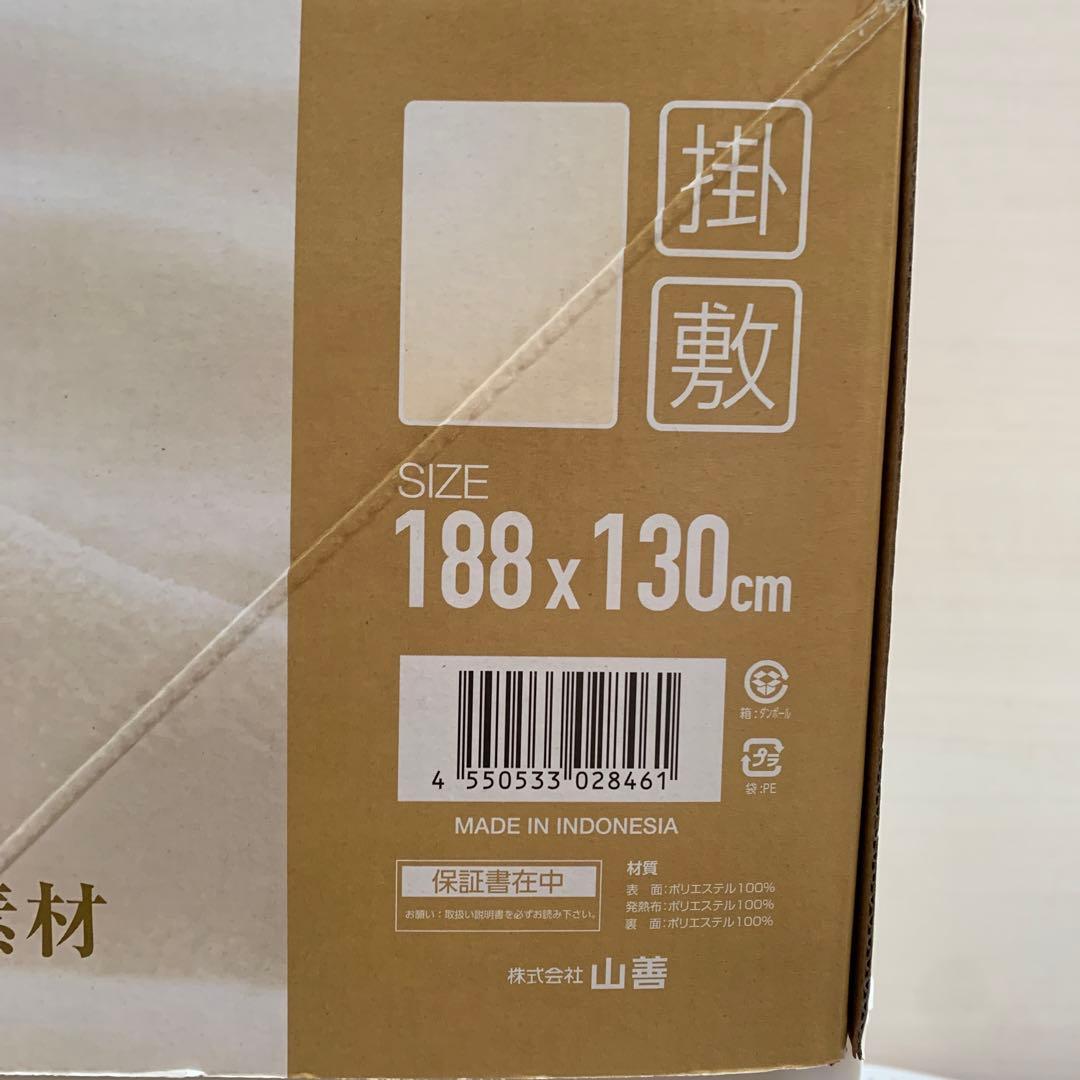 掛
敷
SIZE
188x130cm
箱:ダンボール
プラ
袋:PE
4 550533 028461
MADE IN INDONESIA
保証書在中
お願い:取扱い説明書を必ずお読み下さい。
材質
表 面:ポリエステル100%
発熱布:ポリエステル100%
裏 面:ポリエステル100%
素材
株式会社 山善